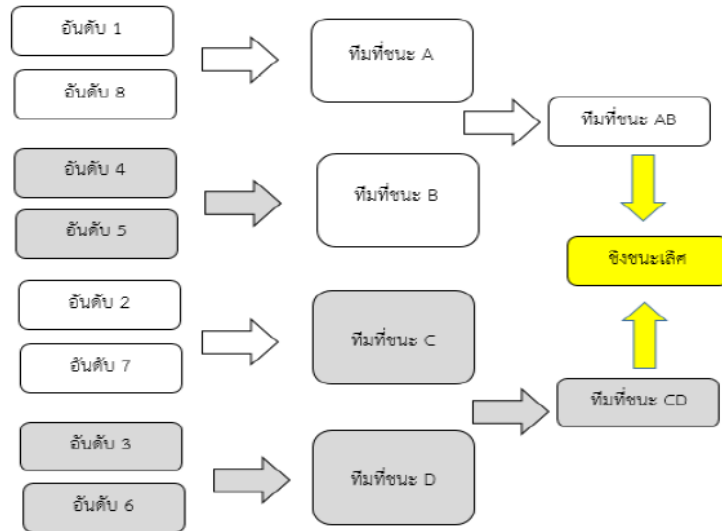 อันดับ 1
อันดับ 8
ทีมที่ชนะ A
ทีมที่ชนะ AB
อันดับ 4
อันดับ 5
ทีมที่ชนะ B
ชิงชนะเลิศ
อันดับ 2
อันดับ 7
ทีมที่ชนะ C
ทีมที่ชนะ CD
อันดับ 3
อันดับ 6
ทีมที่ชนะ D